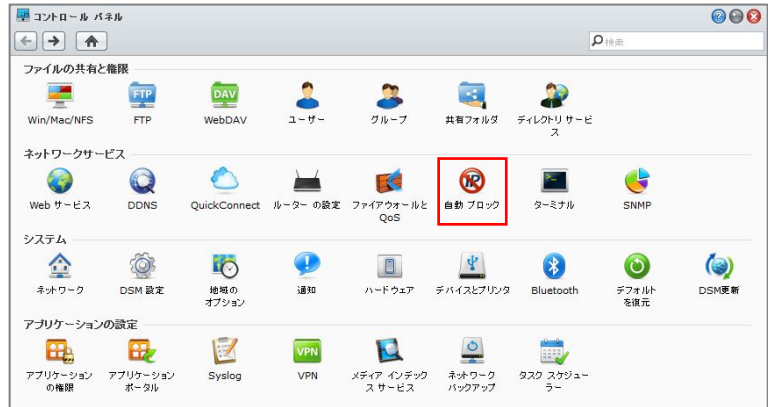 コントロール パネル
検索
ファイルの共有と権限
FTP
DAV
Win/Mac/NFS
FTP
WebDAV
ユーザー
グループ
共有フォルダ
ディレクトリ サービ
ス
ネットワークサービス
IP
Web サービス
DDNS
QuickConnect
ルーター の設定
ファイアウォールと
QoS
自動 ブロック
ターミナル
SNMP
システム
ネットワーク
DSM 設定
地域の
オプション
通知
ハードウェア
デバイスとプリンタ
Bluetooth
デフォルト
を復元
DSM更新
アプリケーションの設定
VPN
アプリケーション
の権限
アプリケーション
ポータル
Syslog
VPN
メディア インデック
ス サービス
ネットワーク
バックアップ
タスク スケジュー
ラー